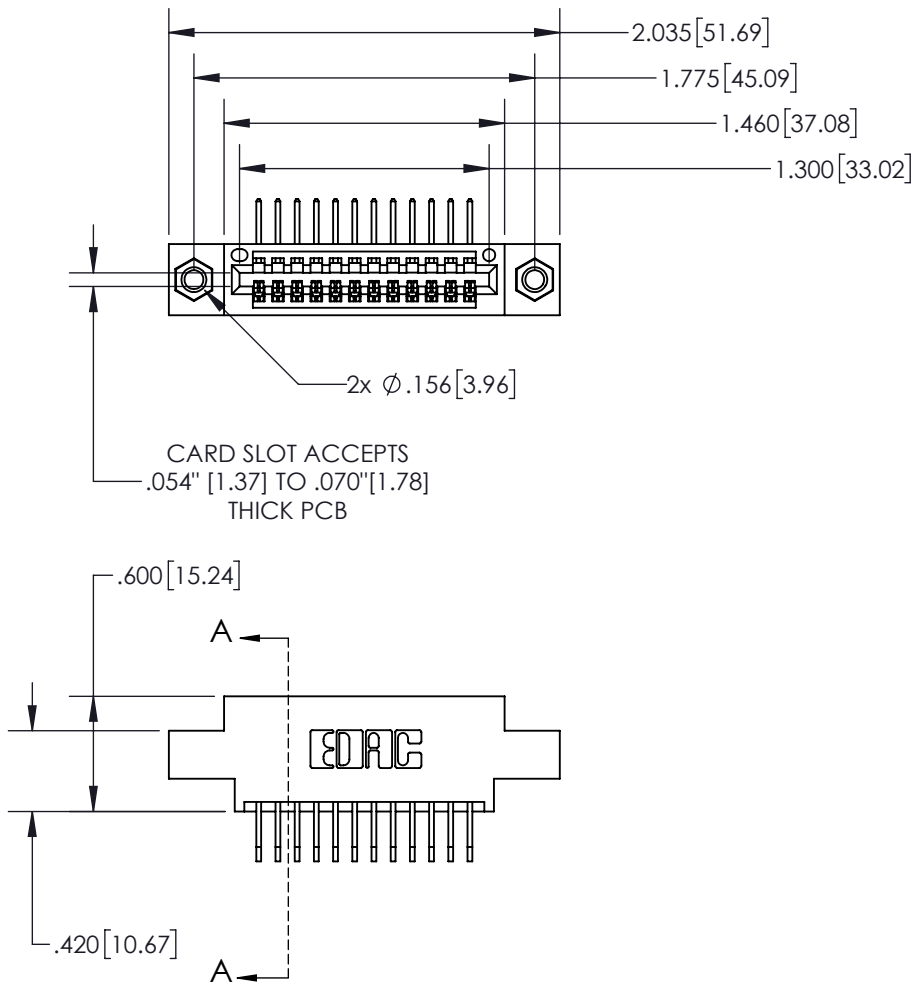 2.035[51.69]
1.775[45.09]
1.460[37.08]
1.300[33.02]
2x Ø.156[3.96]
CARD SLOT ACCEPTS
.054" [1.37] TO .070"[1.78]
THICK PCB
.600[15.24]
A
EDAC
.420[10.67]
A